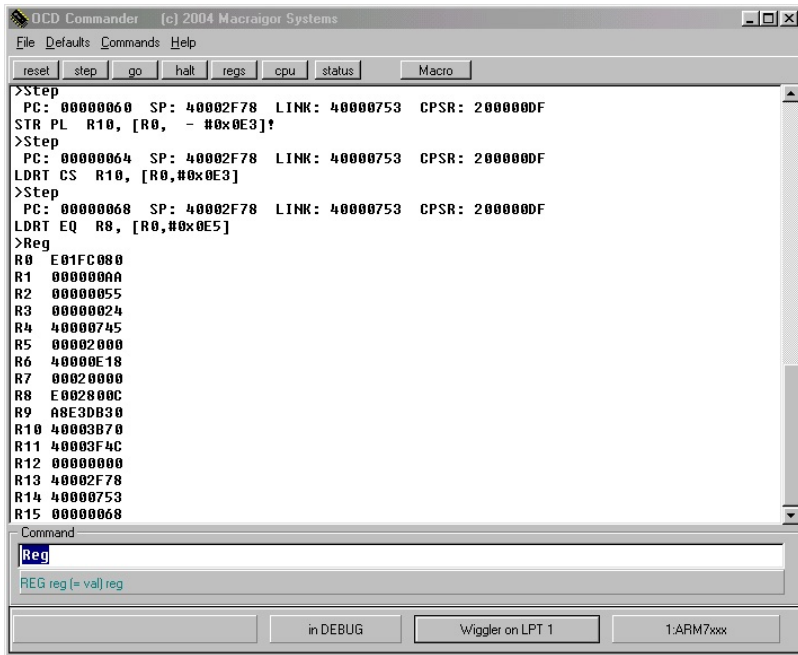 OCD Commander (c) 2004 Macraigor Systems
File Defaults Commands Help
reset step go halt regs cpu status Macro
>Step
PC: 00000060 SP: 40002F78 LINK: 40000753 CPSR: 200000DF
STR PL R10, [R0, - #0x0E3]!
>Step
PC: 00000064 SP: 40002F78 LINK: 40000753 CPSR: 200000DF
LDRT CS R10, [R0,#0x0E3]
>Step
PC: 00000068 SP: 40002F78 LINK: 40000753 CPSR: 200000DF
LDRT EQ R8, [R0,#0x0E5]
>Reg
R0 E01FC080
R1 000000AA
R2 00000055
R3 00000024
R4 40000745
R5 00002000
R6 40000E18
R7 00020000
R8 E002800C
R9 A8E3DB30
R10 40003B70
R11 40003F4C
R12 00000000
R13 40002F78
R14 40000753
R15 00000068
Command
Reg
REG reg (= val) reg
in DEBUG Wiggler on LPT 1 1:ARM7xxx